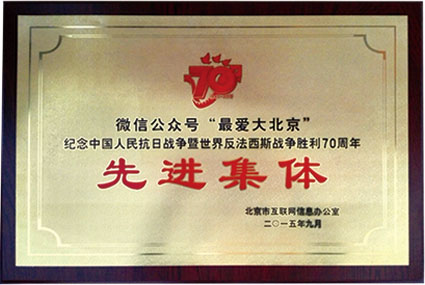 70
微信公众号“最爱大北京”
纪念中国人民抗日战争暨世界反法西斯战争胜利70周年
先进集体
北京市互联网信息办公室
二〇一五年九月